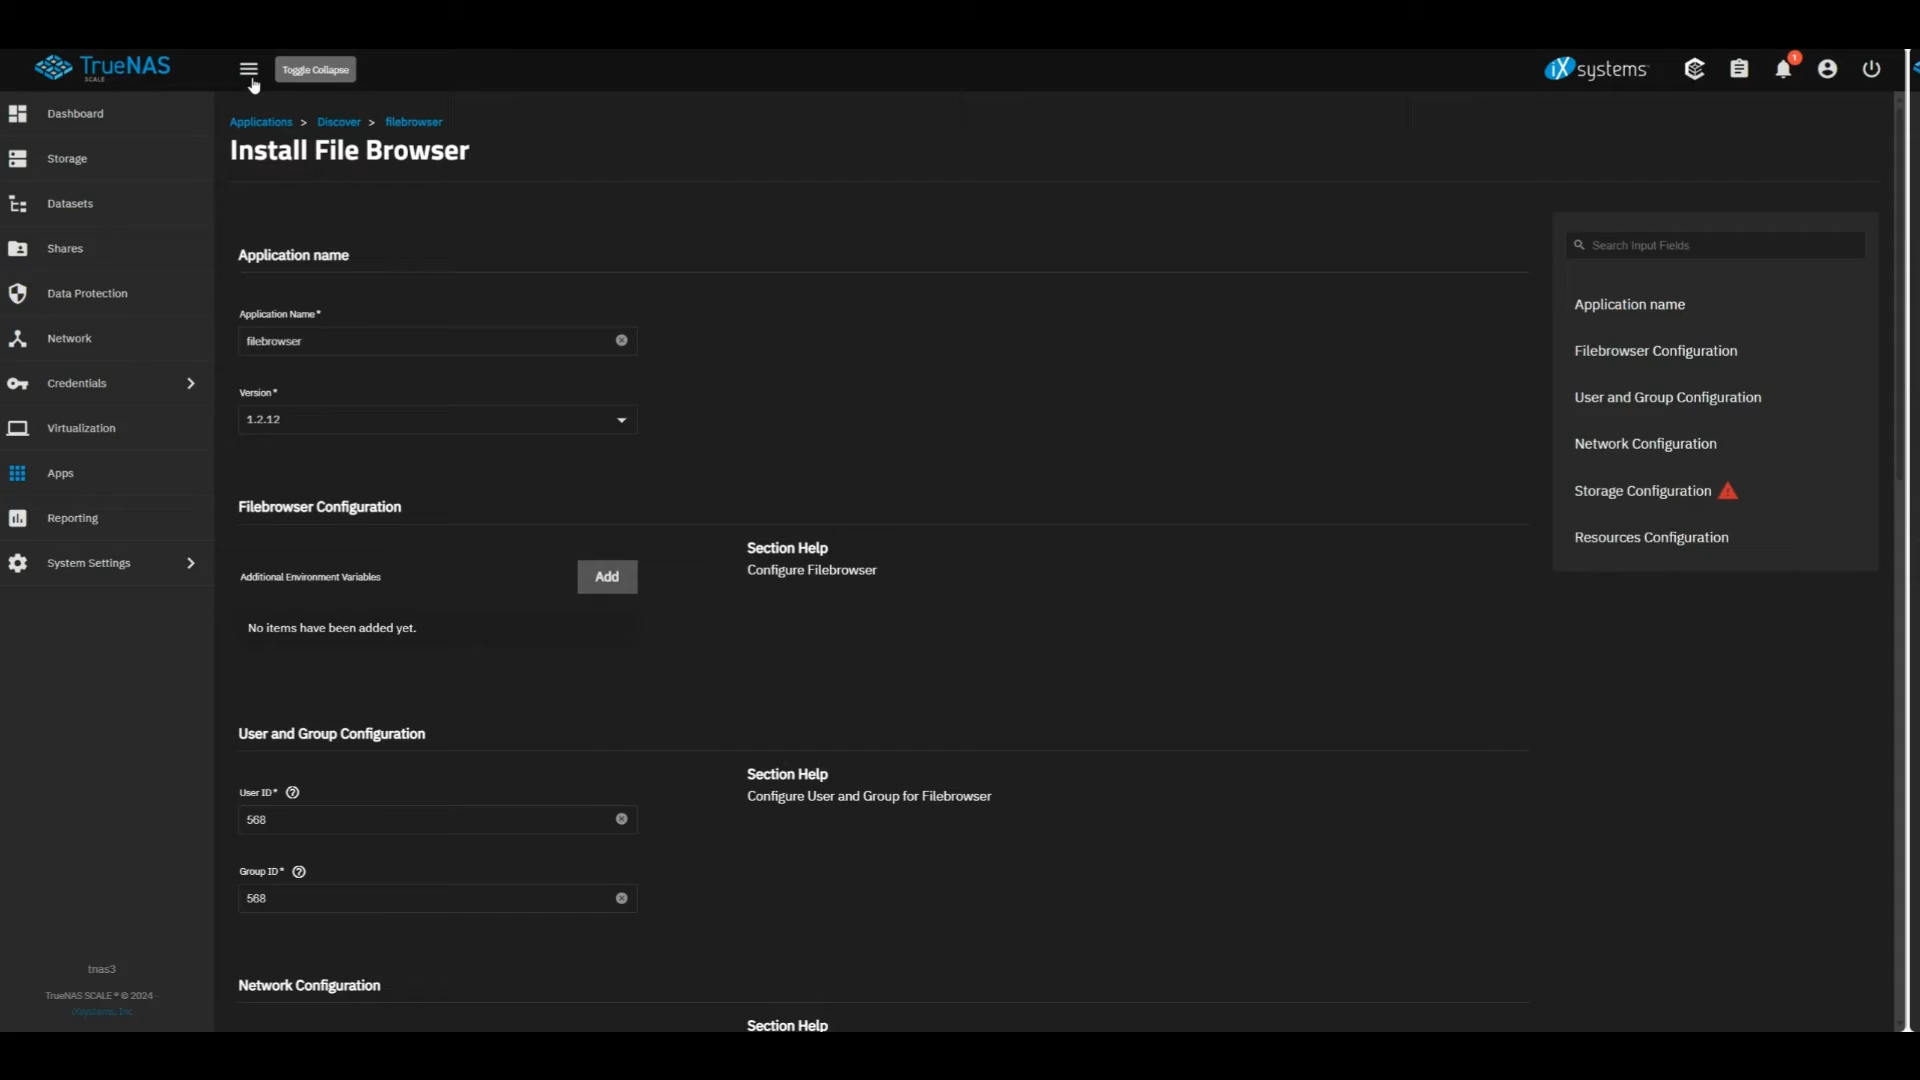 TrueNAS
SCALE
Toggle Collapse
iX systems
1
Dashboard
Storage
Datasets
Shares
Data Protection
Network
Credentials
Virtualization
Apps
Reporting
System Settings
tnas3
TrueNAS SCALE ® © 2024 -
iXsystems, Inc
Applications > Discover > filebrowser
Install File Browser
Application name
Application Name*
filebrowser
Version*
1.2.12
Filebrowser Configuration
Additional Environment Variables
Add
No items have been added yet.
Section Help
Configure Filebrowser
User and Group Configuration
User ID*
568
Group ID*
568
Section Help
Configure User and Group for Filebrowser
Network Configuration
Section Help
Search Input Fields
Application name
Filebrowser Configuration
User and Group Configuration
Network Configuration
Storage Configuration
Resources Configuration